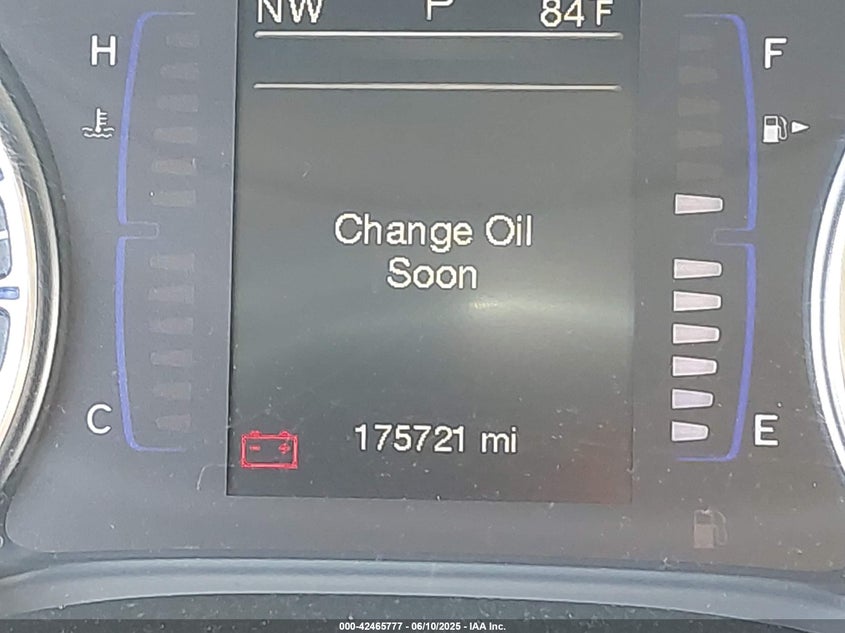 NW P 84 F
H F
Change Oil
Soon
C E
175721 mi
000-42465777 - 06/10/2025 - IAA Inc.